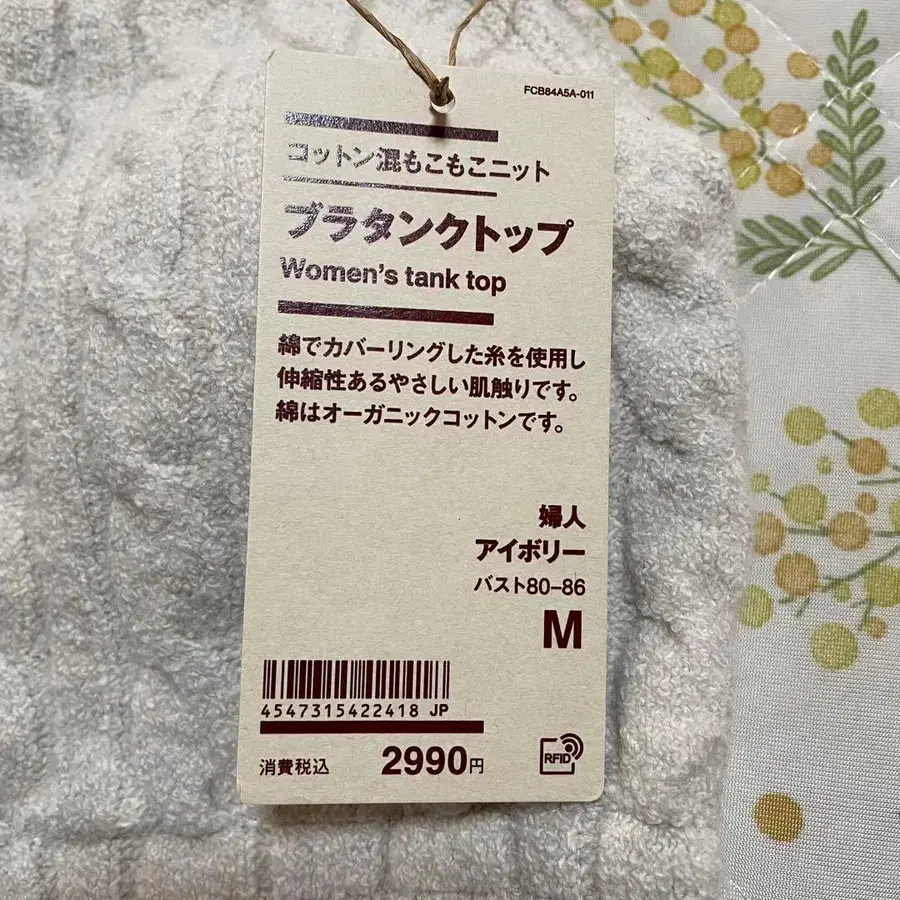 FCB84A5A-011
コットン混もこもこニット
ブラタンクトップ
Women's tank top
綿でカバーリングした糸を使用し
伸縮性あるやさしい肌触りです。
綿はオーガニックコットンです。
婦人
アイボリー
バスト80-86
M
4547315422418 JP
消費税込 2990円
RFID